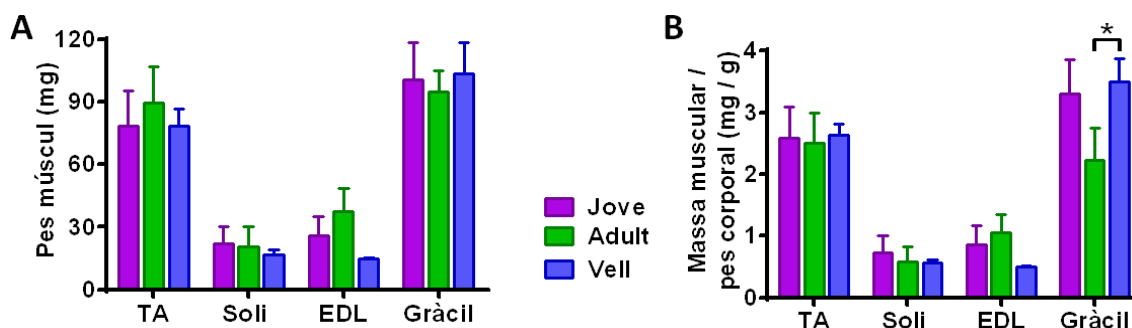 A
Pes múscul (mg)
120
90
60
30
0
TA Soli EDL Gràcil
Jove
Adult
Vell
B
Massa muscular /
pes corporal (mg / g)
4
3
2
1
0
*
TA Soli EDL Gràcil